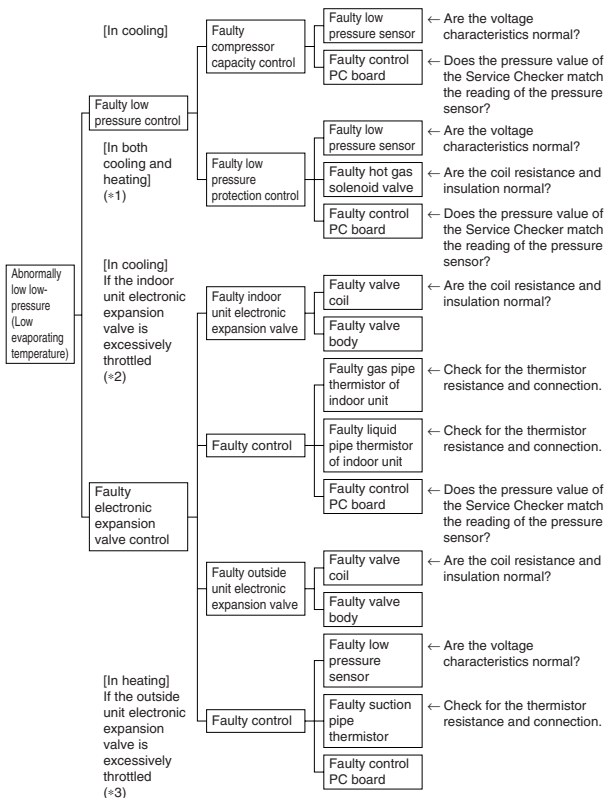 [In cooling]
Faulty
compressor
capacity control
Faulty low
pressure sensor
← Are the voltage
characteristics normal?
Faulty control
PC board
← Does the pressure value of
the Service Checker match
the reading of the pressure
sensor?
Faulty low
pressure control
[In both
cooling and
heating]
(*1)
Faulty low
pressure
protection control
Faulty low
pressure sensor
← Are the voltage
characteristics normal?
Faulty hot gas
solenoid valve
← Are the coil resistance and
insulation normal?
Faulty control
PC board
← Does the pressure value of
the Service Checker match
the reading of the pressure
sensor?
Abnormally
low low-
pressure
(Low
evaporating
temperature)
[In cooling]
If the indoor
unit electronic
expansion
valve is
excessively
throttled
(*2)
Faulty indoor
unit electronic
expansion valve
Faulty valve
coil
← Are the coil resistance and
insulation normal?
Faulty valve
body
Faulty control
Faulty gas pipe
thermistor of
indoor unit
← Check for the thermistor
resistance and connection.
Faulty liquid
pipe thermistor
of indoor unit
← Check for the thermistor
resistance and connection.
Faulty control
PC board
← Does the pressure value of
the Service Checker match
the reading of the pressure
sensor?
Faulty
electronic
expansion
valve control
Faulty outside
unit electronic
expansion valve
Faulty valve
coil
← Are the coil resistance and
insulation normal?
Faulty valve
body
[In heating]
If the outside
unit electronic
expansion
valve is
excessively
throttled
(*3)
Faulty control
Faulty low
pressure
sensor
← Are the voltage
characteristics normal?
Faulty suction
pipe
thermistor
← Check for the thermistor
resistance and connection.
Faulty control
PC board